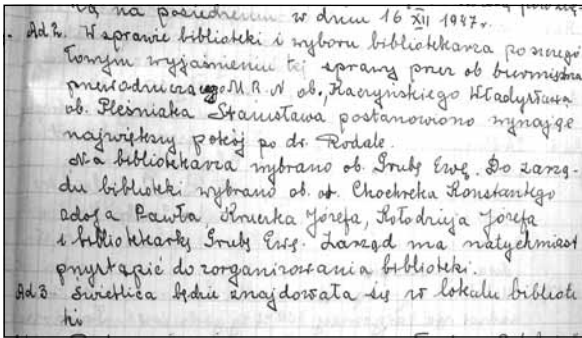 na posiedzeniu w dniu 16 XII 1947 r.
Ad 2. W sprawie biblioteki i wyboru bibliotekarza po szczegó
łowym wyjaśnieniu tej sprawy przez ob burmistrza
przewodniczącego M.R.N. ob. Kaczyńskiego Władysława
ob. Pleśniaka Stanisława postanowiono wynająć
największy pokój po dr. Rodale.
Na bibliotekarza wybrano ob. Grubę Ewę. Do zarzą-
du biblioteki wybrano ob. ob. Konstantego
Pawła, Józefa, Kołodzieja Józefa
i bibliotekarkę Grubę Ewę. Zarząd ma natychmiast
przystąpić do zorganizowania biblioteki.
Ad 3. Świetlica będzie znajdowała się w lokalu bibliote
ki